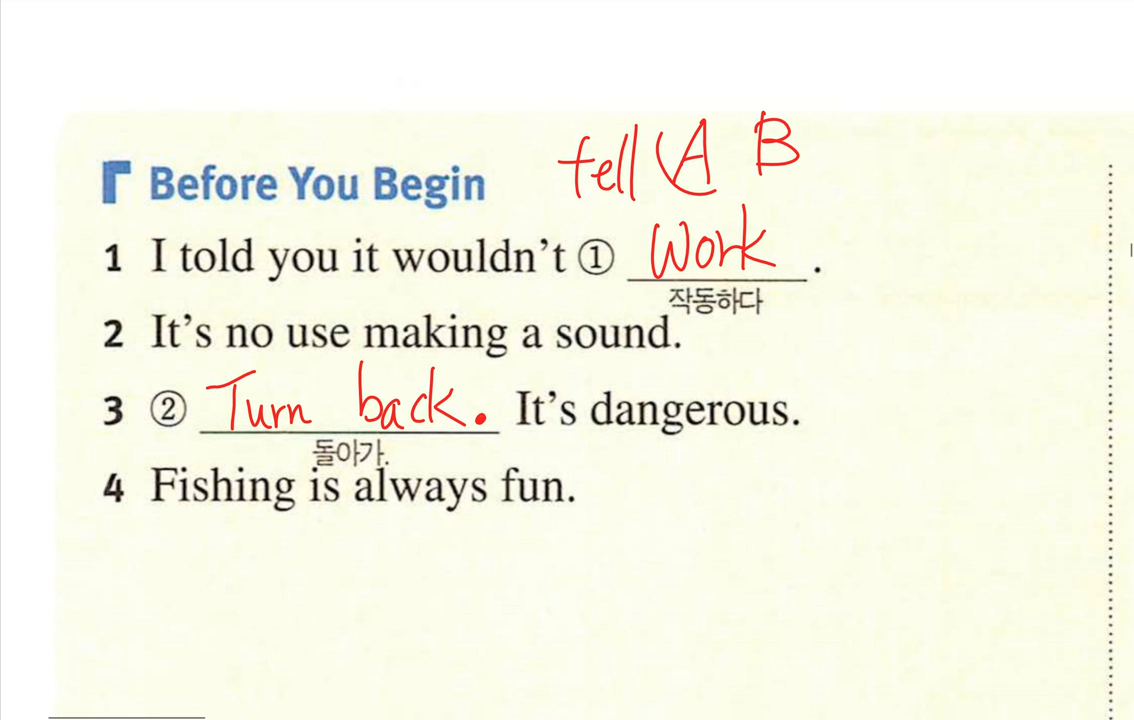 tell A B
Before You Begin
1 I told you it wouldn't ① Work .
작동하다
2 It's no use making a sound.
3 ② Turn back. It's dangerous.
돌아가.
4 Fishing is always fun.